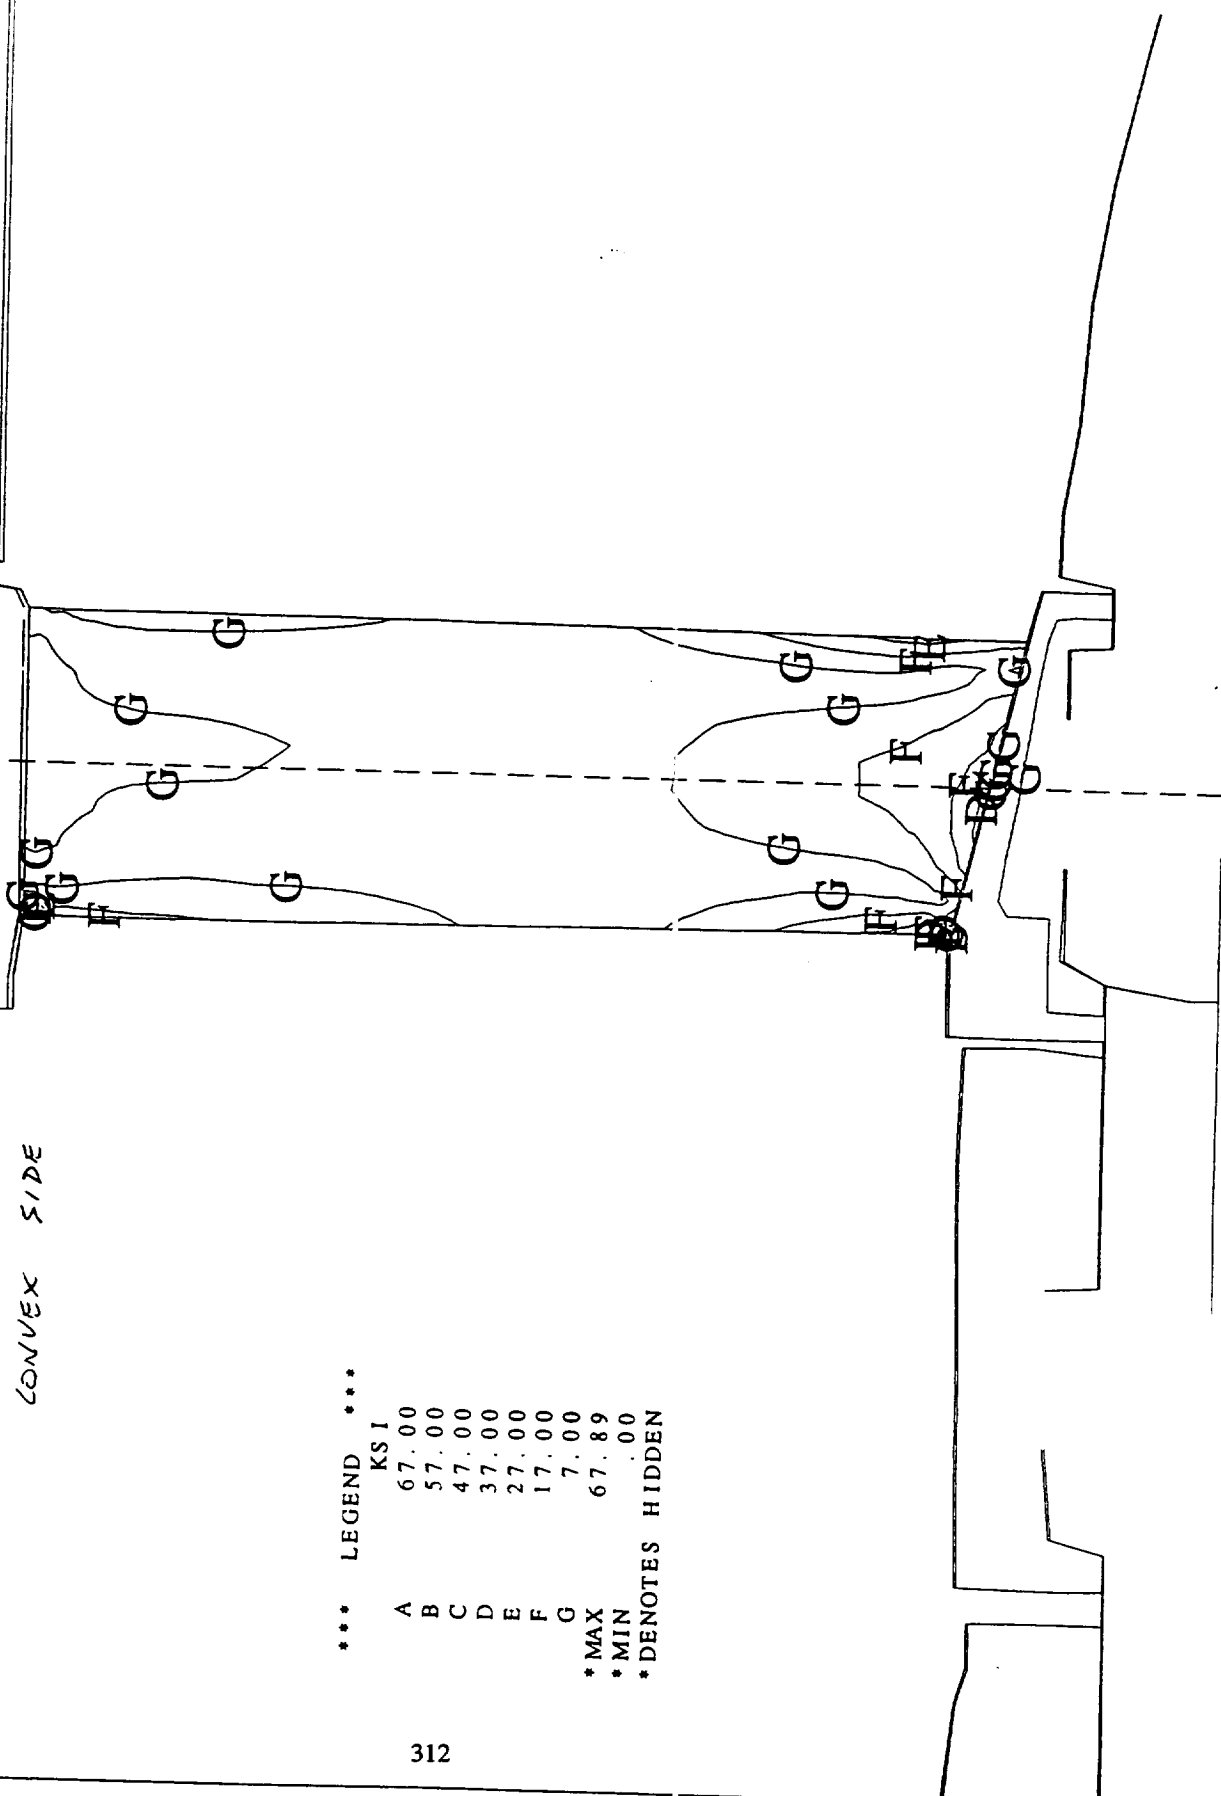 CONVEX SIDE
*** LEGEND ***
KSI
A 67.00
B 57.00
C 47.00
D 37.00
E 27.00
F 17.00
G 7.00
*MAX 67.89
*MIN .00
*DENOTES HIDDEN
312
G
G
G
G
G
G
F
G
G
G
G
F
F
G
G
G
E
F
F